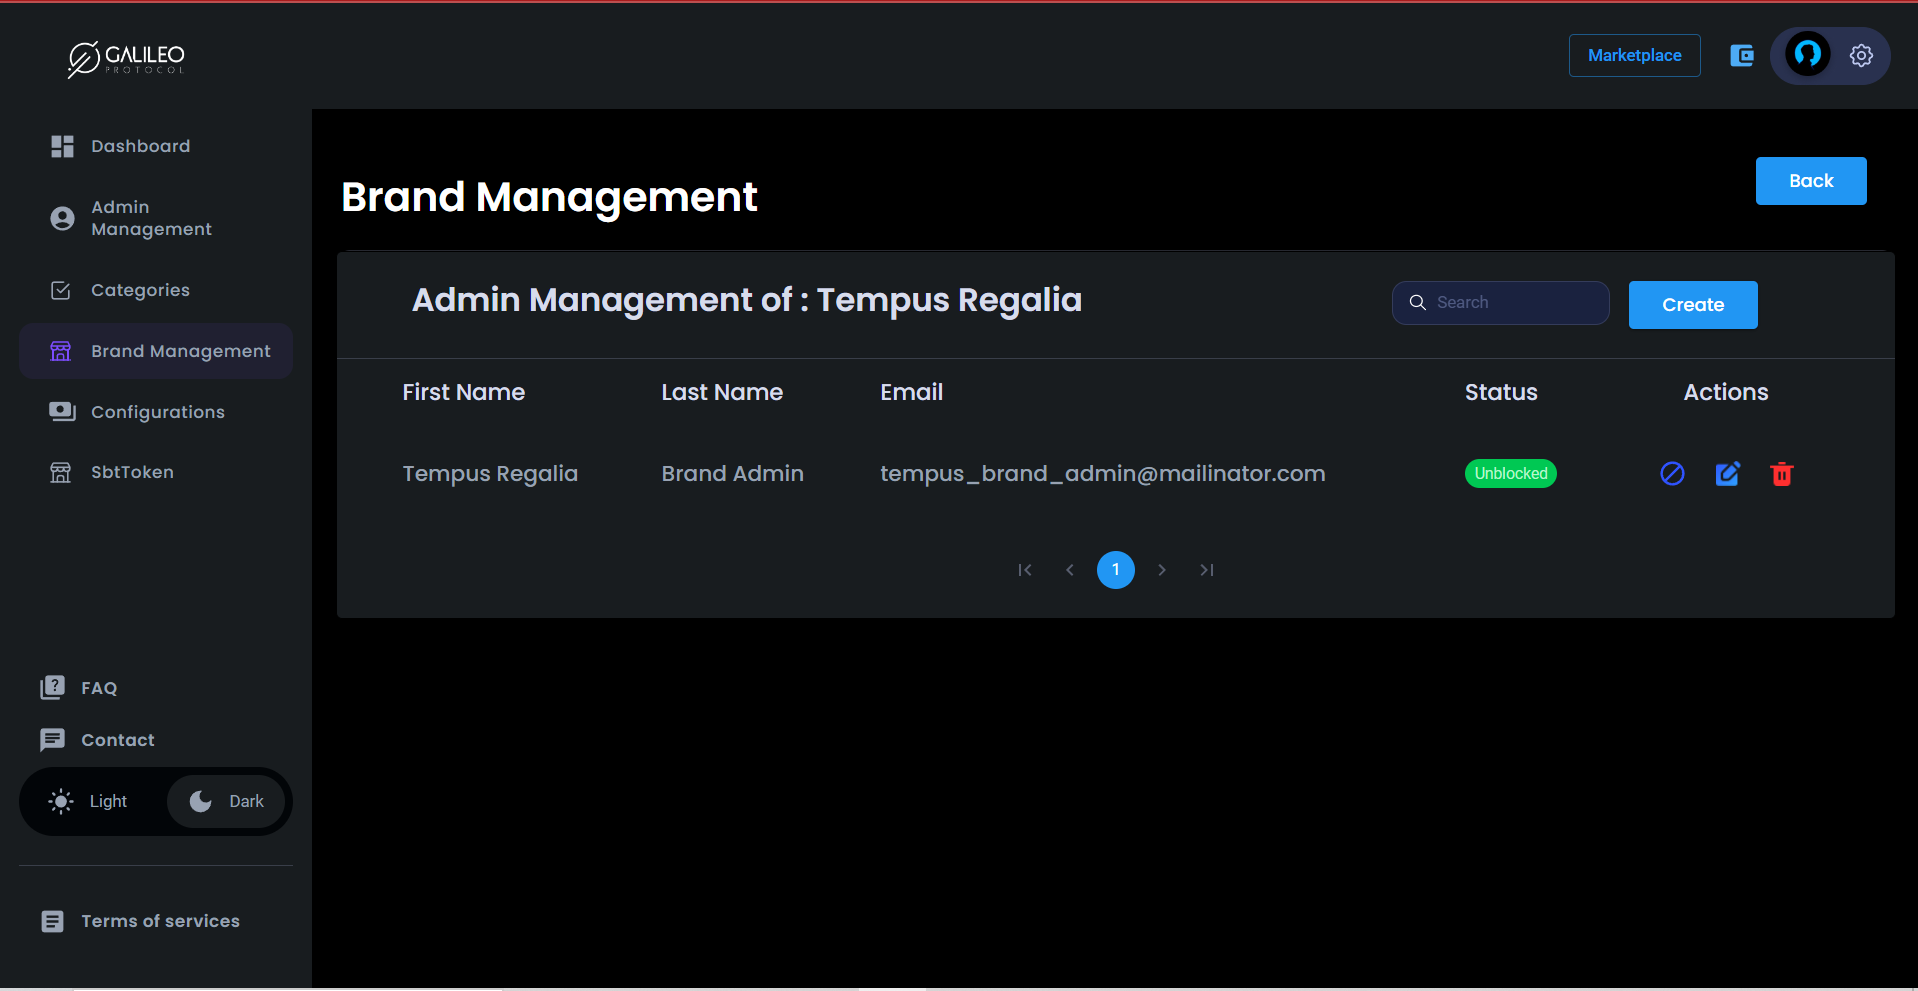 GALILEO
PROTOCOL
Marketplace
Dashboard
Admin
Management
Categories
Brand Management
Configurations
SbtToken
FAQ
Contact
Light
Dark
Terms of services
Brand Management
Back
Admin Management of : Tempus Regalia
Search
Create
First Name Last Name Email Status Actions
Tempus Regalia Brand Admin tempus_brand_admin@mailinator.com Unblocked
1